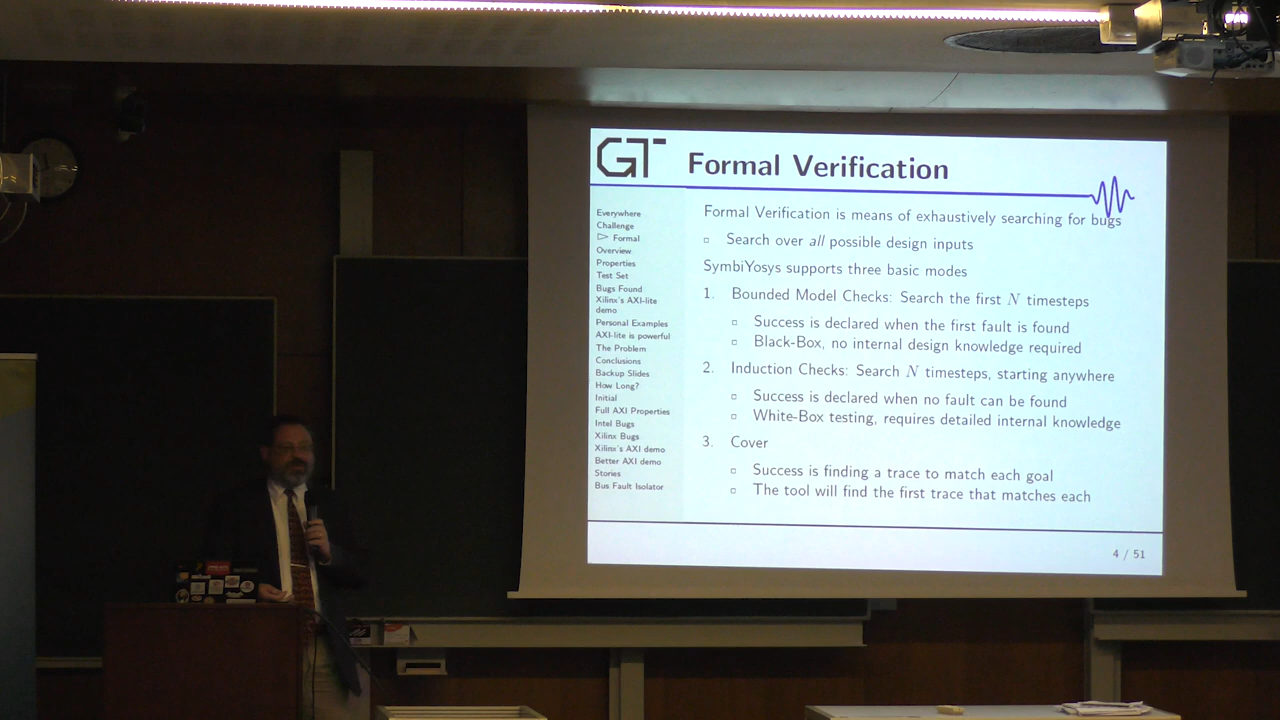 GT
Formal Verification
Everywhere
Challenge
▷ Formal
Overview
Properties
Test Set
Bugs Found
Xilinx's AXI-lite
demo
Personal Examples
AXI-lite is powerful
The Problem
Conclusions
Backup Slides
How Long?
Initial
Full AXI Properties
Intel Bugs
Xilinx Bugs
Xilinx's AXI demo
Better AXI demo
Stories
Bus Fault Isolator
Formal Verification is means of exhaustively searching for bugs
▫ Search over all possible design inputs
SymbiYosys supports three basic modes
1. Bounded Model Checks: Search the first N timesteps
▫ Success is declared when the first fault is found
▫ Black-Box, no internal design knowledge required
2. Induction Checks: Search N timesteps, starting anywhere
▫ Success is declared when no fault can be found
▫ White-Box testing, requires detailed internal knowledge
3. Cover
▫ Success is finding a trace to match each goal
▫ The tool will find the first trace that matches each
4 / 51